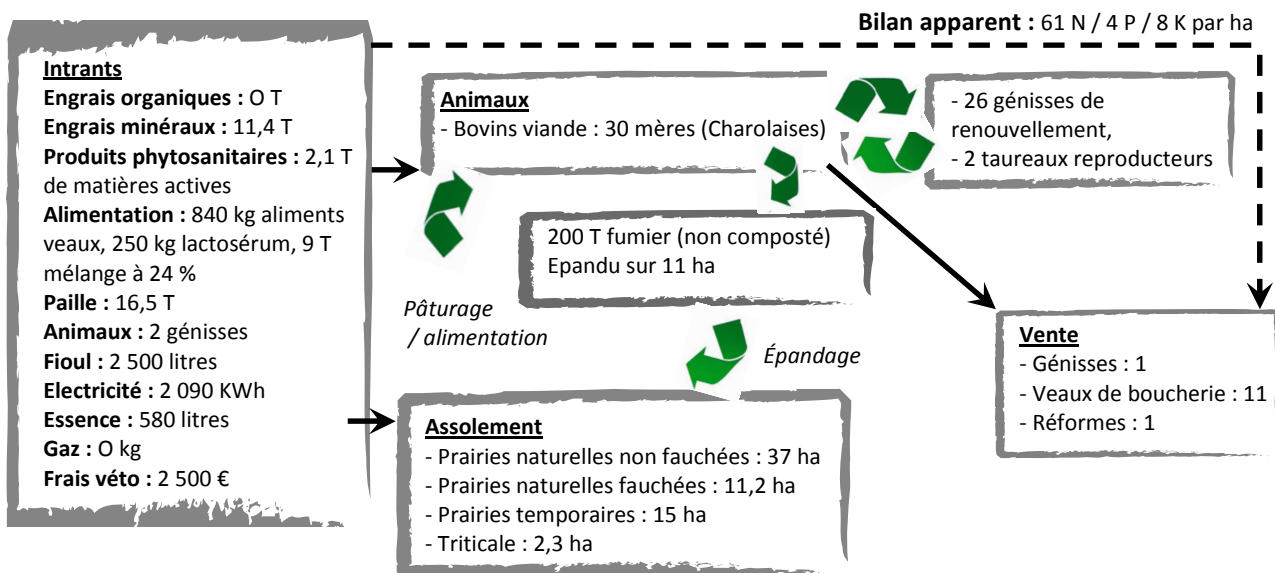 Bilan apparent : 61 N / 4 P / 8 K par ha
Intrants
Engrais organiques : O T
Engrais minéraux : 11,4 T
Produits phytosanitaires : 2,1 T
de matières actives
Alimentation : 840 kg aliments
veaux, 250 kg lactosérum, 9 T
mélange à 24 %
Paille : 16,5 T
Animaux : 2 génisses
Fioul : 2 500 litres
Electricité : 2 090 KWh
Essence : 580 litres
Gaz : O kg
Frais véto : 2 500 €
Animaux
- Bovins viande : 30 mères (Charolaises)
- 26 génisses de
renouvellement,
- 2 taureaux reproducteurs
200 T fumier (non composté)
Epandu sur 11 ha
Pâturage
/ alimentation
Épandage
Vente
- Génisses : 1
- Veaux de boucherie : 11
- Réformes : 1
Assolement
- Prairies naturelles non fauchées : 37 ha
- Prairies naturelles fauchées : 11,2 ha
- Prairies temporaires : 15 ha
- Triticale : 2,3 ha